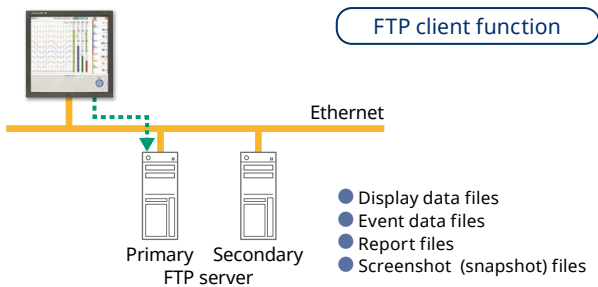 FTP client function
Ethernet
Primary Secondary
FTP server
Display data files
Event data files
Report files
Screenshot (snapshot) files